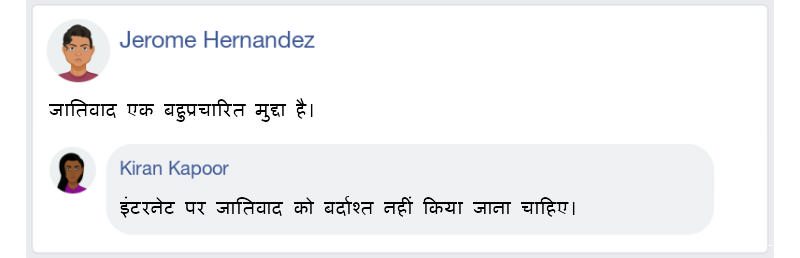 Jerome Hernandez
जातिवाद एक बहुप्रचारित मुद्दा है।
Kiran Kapoor
इंटरनेट पर जातिवाद को बर्दाश्त नहीं किया जाना चाहिए।